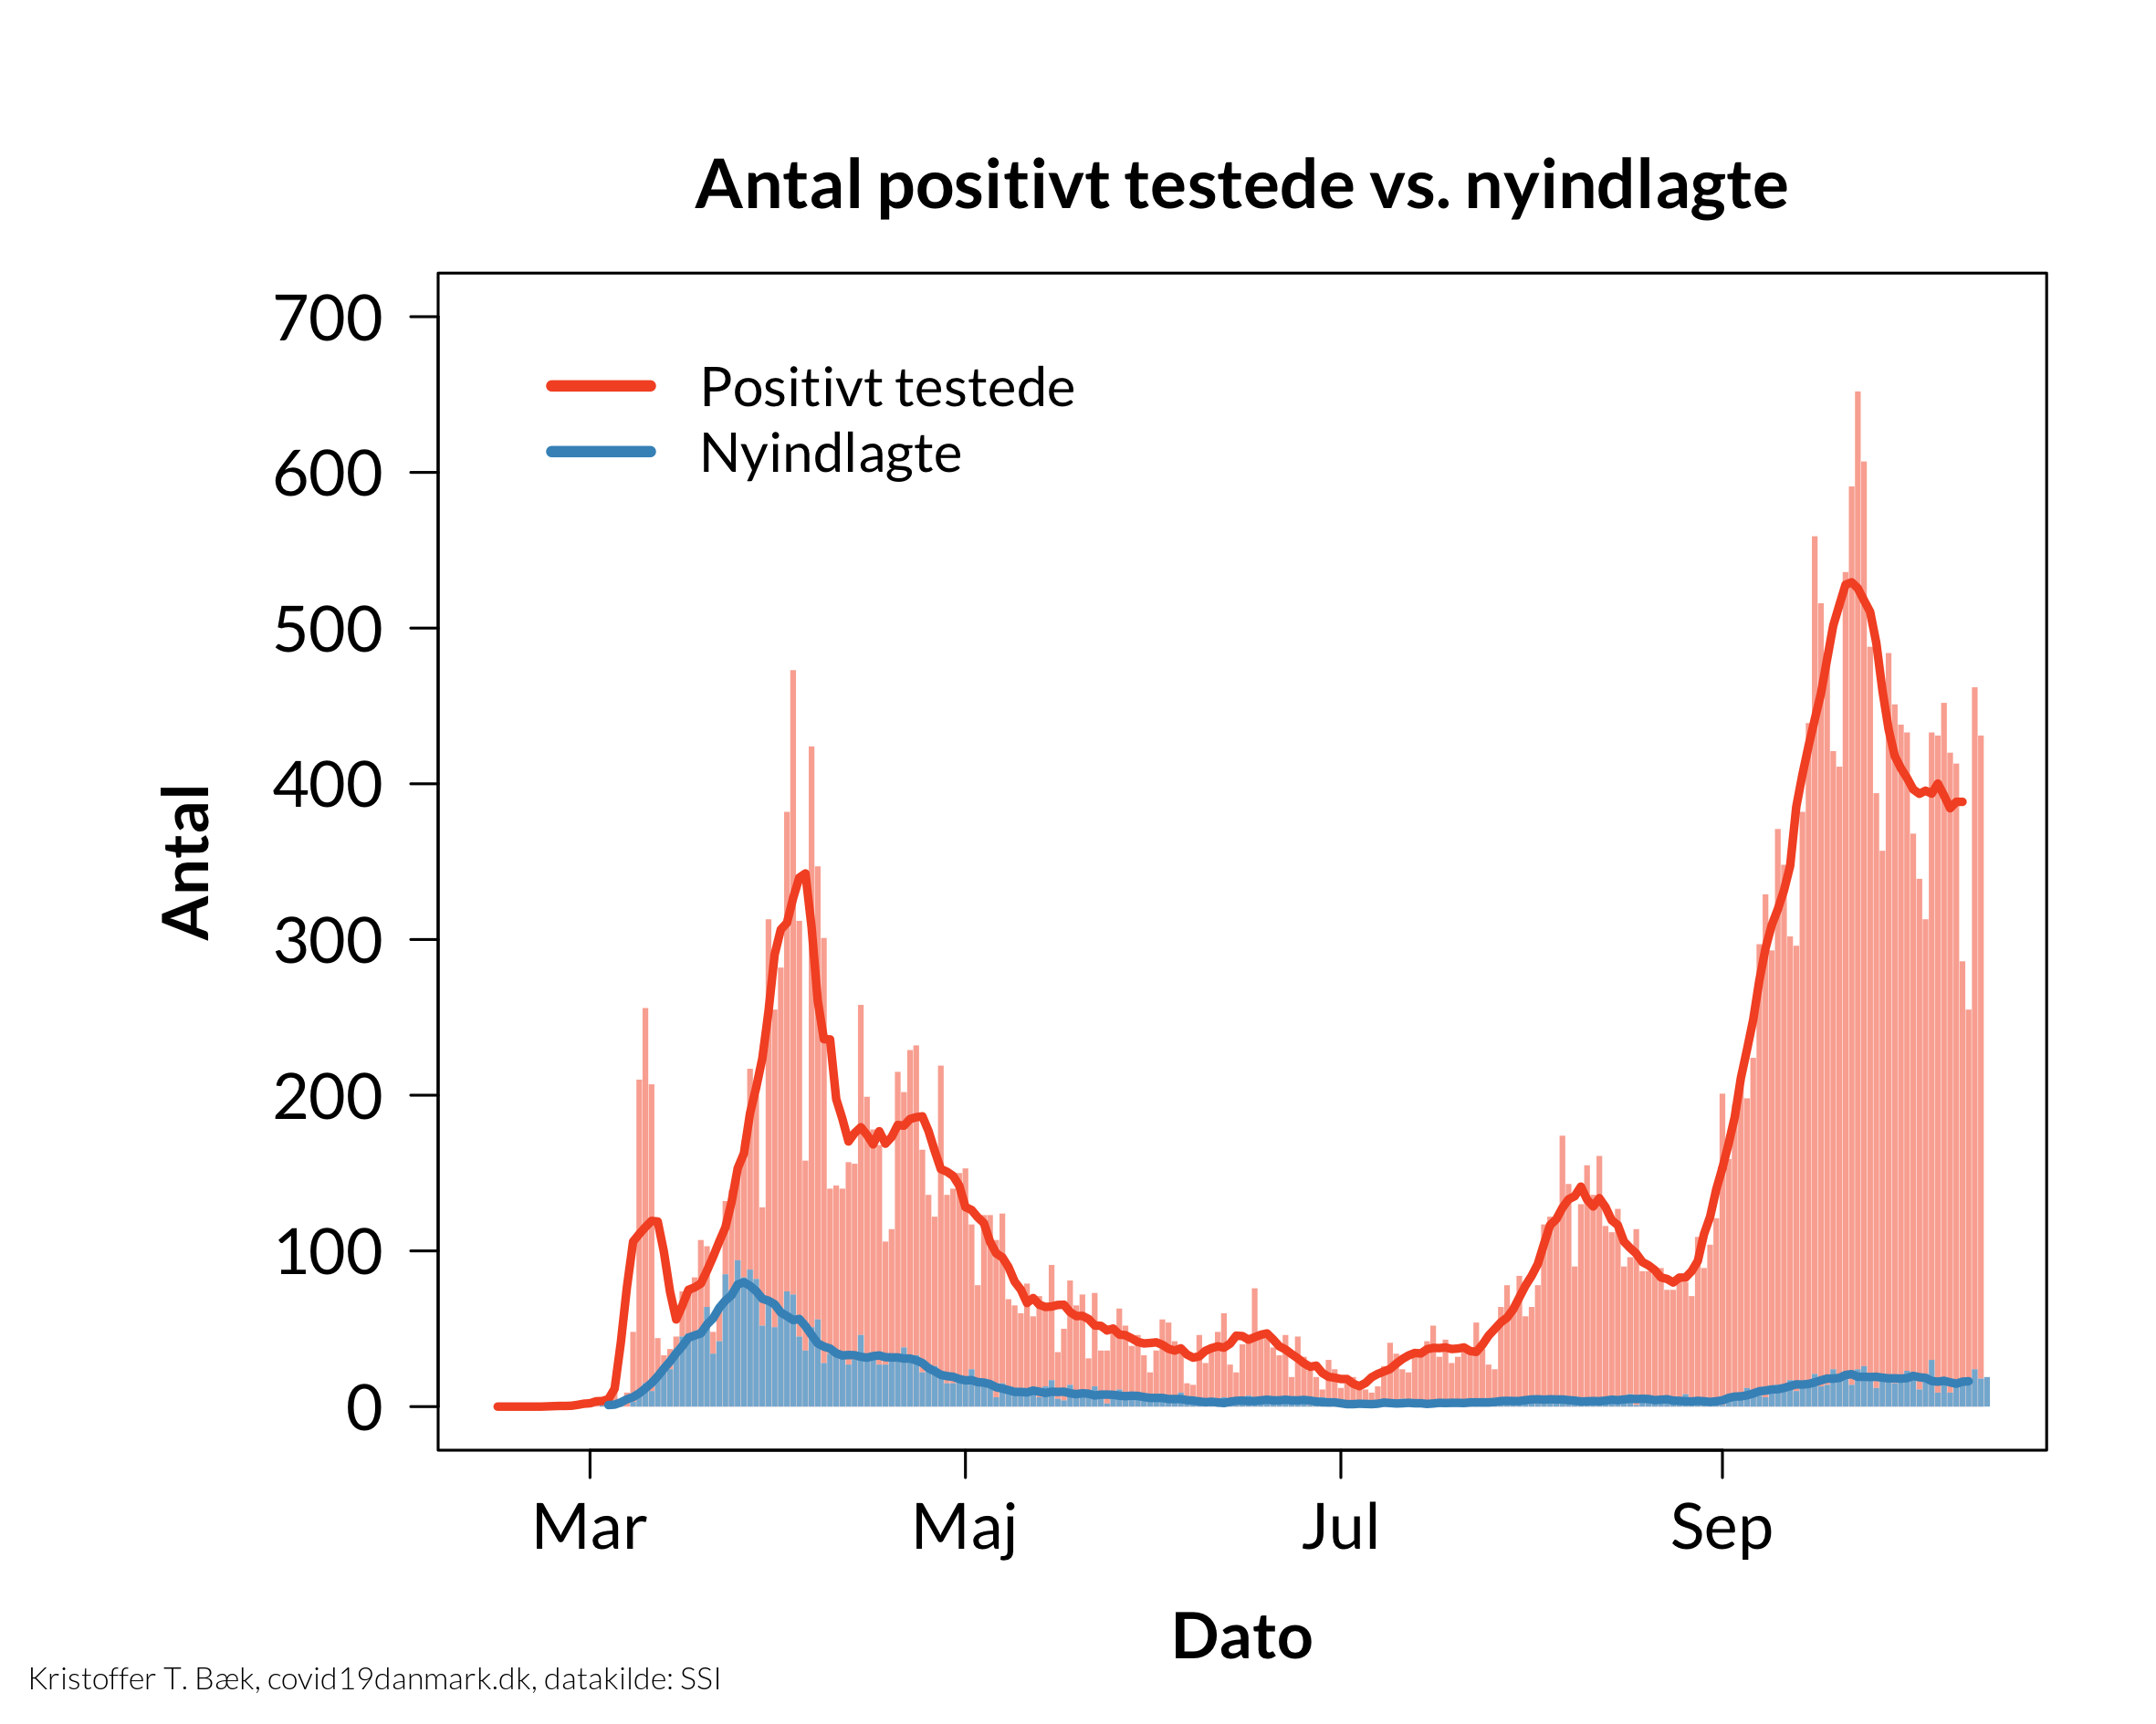 Antal positivt testede vs. nyindlagte
Positivt testede
Nyindlagte
Antal
700
600
500
400
300
200
100
0
Mar
Maj
Jul
Sep
Dato
Kristoffer T. Bæk, covid19danmark.dk, datakilde: SSI